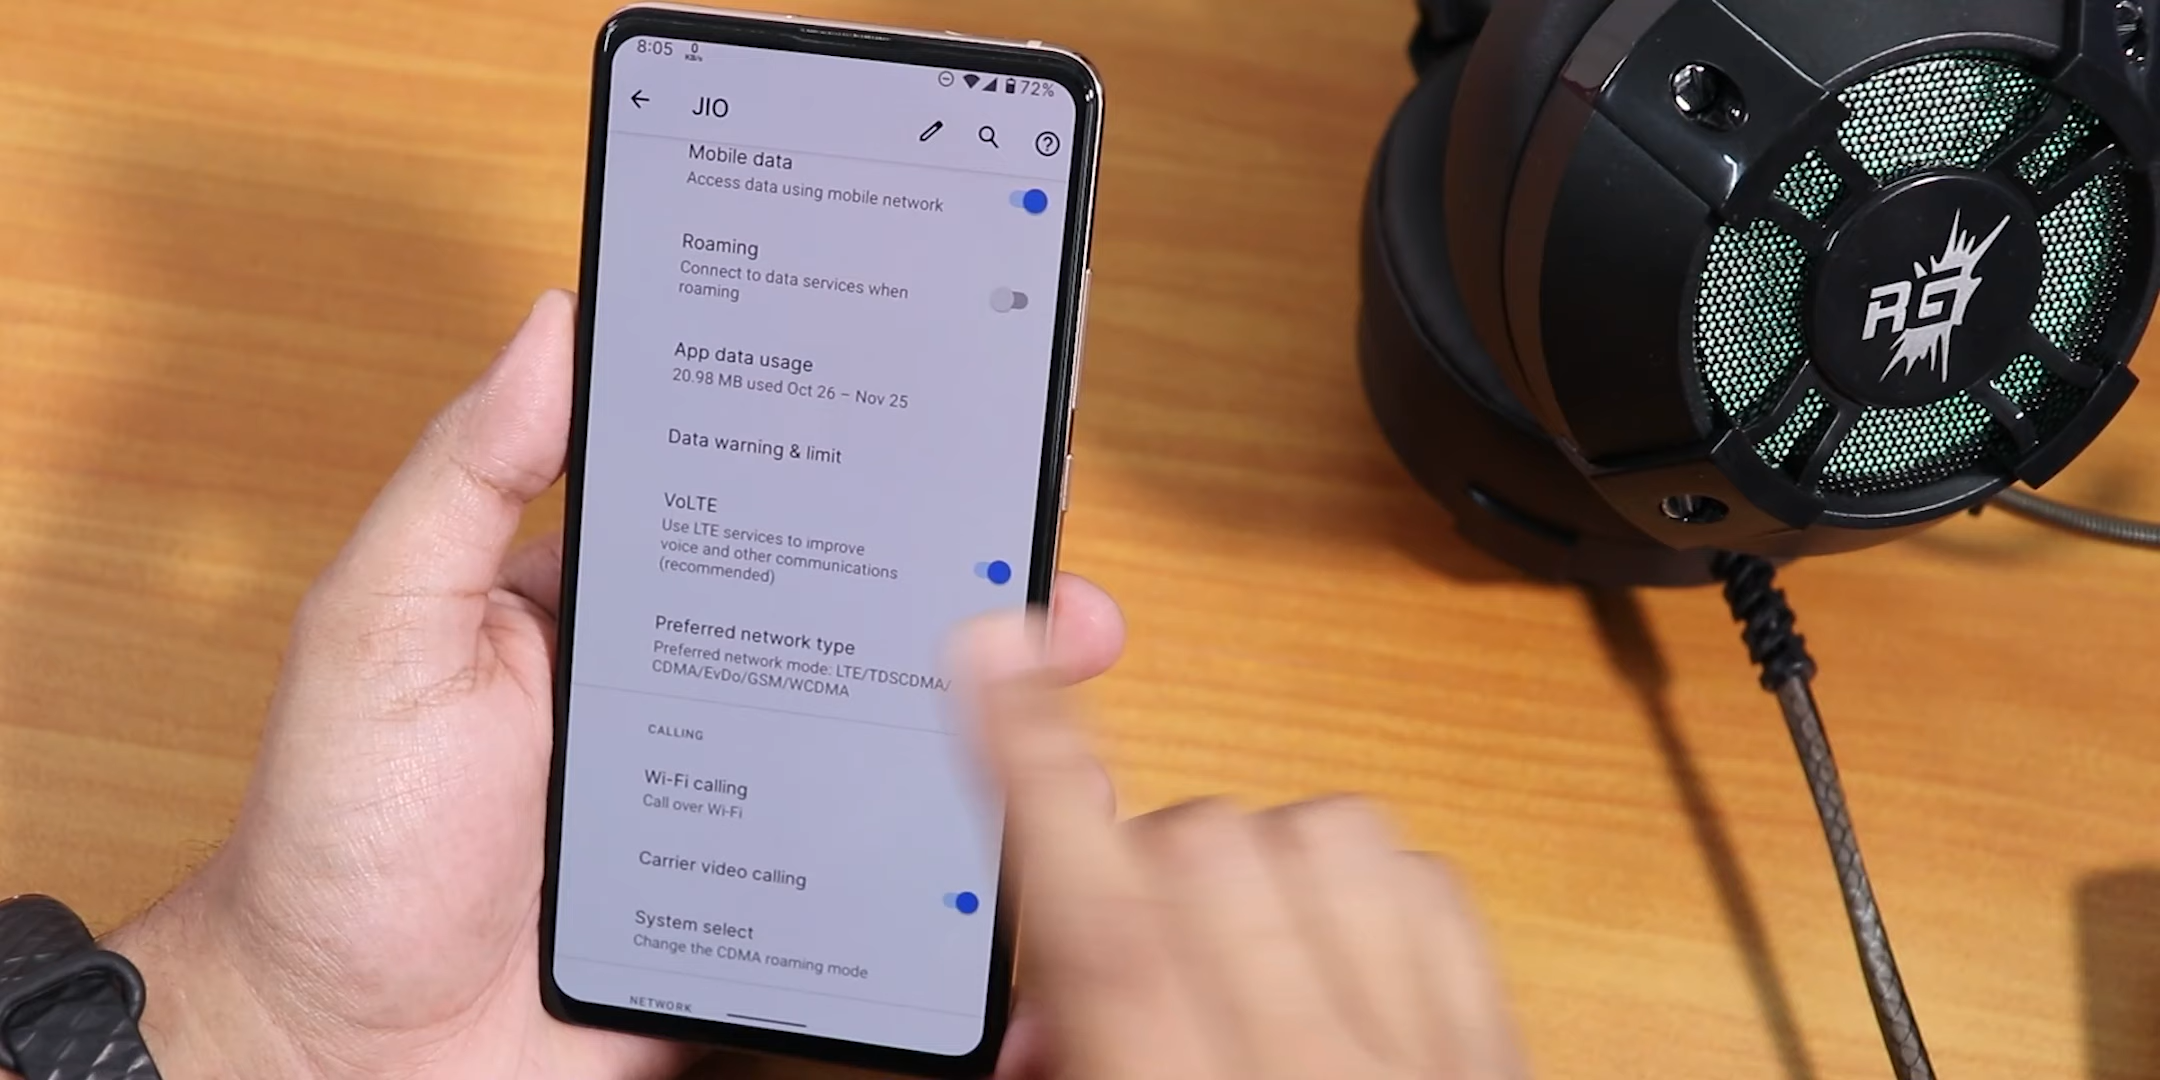 8:05
0
KB/s
72%
JIO
Mobile data
Access data using mobile network
Roaming
Connect to data services when
roaming
App data usage
20.98 MB used Oct 26 – Nov 25
Data warning & limit
VoLTE
Use LTE services to improve
voice and other communications
(recommended)
Preferred network type
Preferred network mode: LTE/TDSCDMA/
CDMA/EvDo/GSM/WCDMA
CALLING
Wi-Fi calling
Call over Wi-Fi
Carrier video calling
System select
Change the CDMA roaming mode
NETWORK
RG